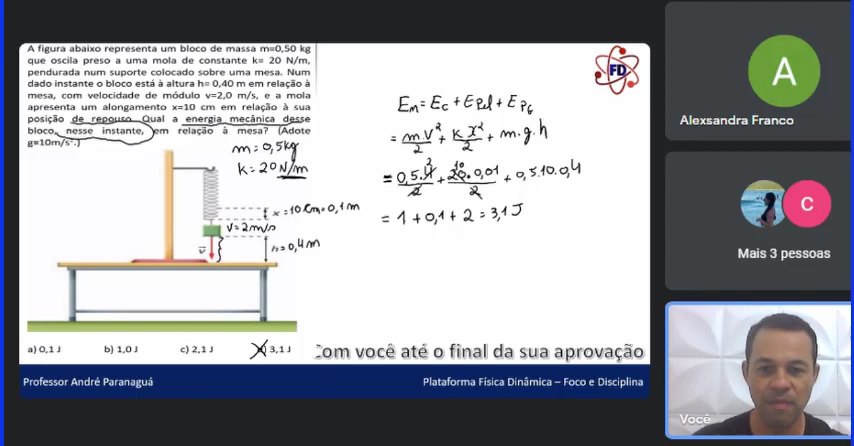 A figura abaixo representa um bloco de massa m=0,50 kg
que oscila preso a uma mola de constante k= 20 N/m,
pendurada num suporte colocado sobre uma mesa. Num
dado instante o bloco está à altura h= 0,40 m em relação à
mesa, com velocidade de módulo v=2,0 m/s, e a mola
apresenta um alongamento x=10 cm em relação à sua
posição de repouso. Qual a energia mecânica desse
bloco, nesse instante, em relação à mesa? (Adote
g=10m/s².)
m = 0,5kg
k = 20 N/m
x = 10cm = 0,1m
V = 2m/s
v
h = 0,4m
a) 0,1 J
b) 1,0 J
c) 2,1 J
3,1 J
FD
Em = Ec + EPel + EPg
= m.v²/2 + k x²/2 + m.g.h
= 0,5.4/2 + 20.0,01/2 + 0,5.10.0,4
2
10
= 1 + 0,1 + 2 = 3,1 J
Com você até o final da sua aprovação
Professor André Paranaguá
Plataforma Física Dinâmica – Foco e Disciplina
A
Alexsandra Franco
C
Mais 3 pessoas
Você